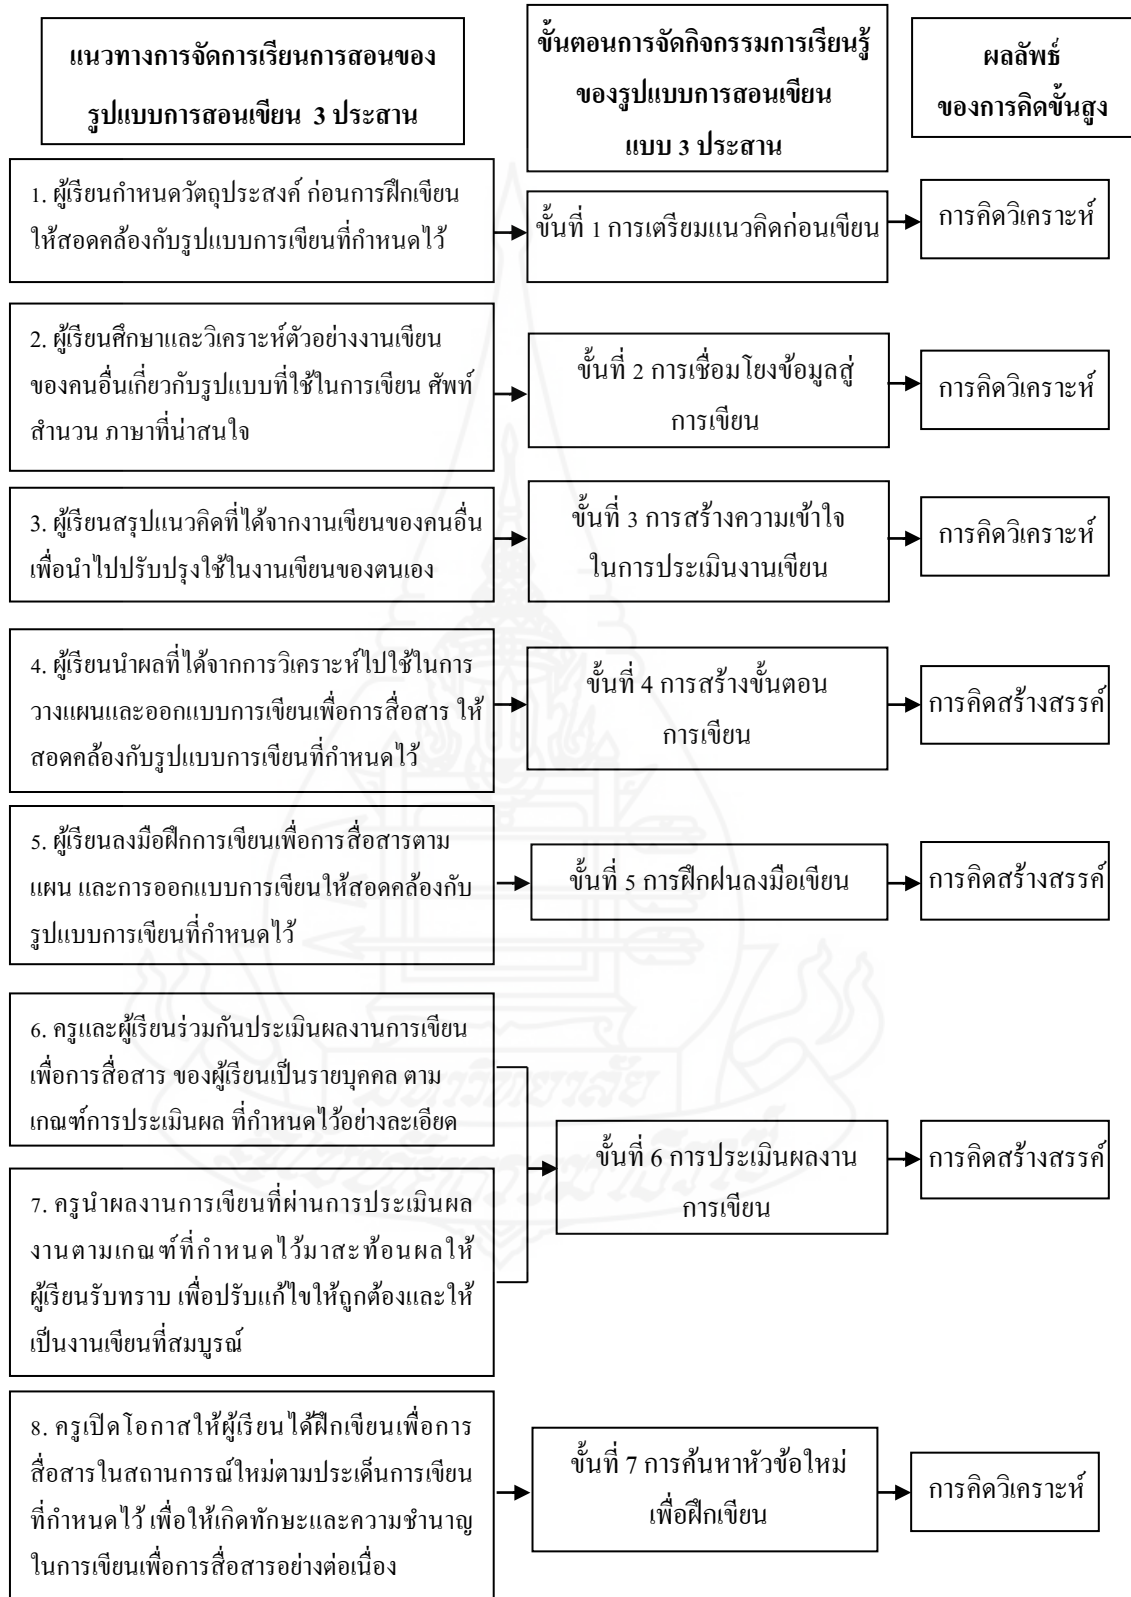 แนวทางการจัดการเรียนการสอนของ
รูปแบบการสอนเขียน 3 ประสาน
ขั้นตอนการจัดกิจกรรมการเรียนรู้
ของรูปแบบการสอนเขียน
แบบ 3 ประสาน
ผลลัพธ์
ของการคิดขั้นสูง
1. ผู้เรียนกำหนดวัตถุประสงค์ ก่อนการฝึกเขียน
ให้สอดคล้องกับรูปแบบการเขียนที่กำหนดไว้
ขั้นที่ 1 การเตรียมแนวคิดก่อนเขียน
การคิดวิเคราะห์
2. ผู้เรียนศึกษาและวิเคราะห์ตัวอย่างงานเขียน
ของคนอื่นเกี่ยวกับรูปแบบที่ใช้ในการเขียน ศัพท์
สำนวน ภาษาที่น่าสนใจ
ขั้นที่ 2 การเชื่อมโยงข้อมูลสู่
การเขียน
การคิดวิเคราะห์
3. ผู้เรียนสรุปแนวคิดที่ได้จากงานเขียนของคนอื่น
เพื่อนำไปปรับปรุงใช้ในงานเขียนของตนเอง
ขั้นที่ 3 การสร้างความเข้าใจ
ในการประเมินงานเขียน
การคิดวิเคราะห์
4. ผู้เรียนนำผลที่ได้จากการวิเคราะห์ไปใช้ในการ
วางแผนและออกแบบการเขียนเพื่อการสื่อสาร ให้
สอดคล้องกับรูปแบบการเขียนที่กำหนดไว้
ขั้นที่ 4 การสร้างขั้นตอน
การเขียน
การคิดสร้างสรรค์
5. ผู้เรียนลงมือฝึกการเขียนเพื่อการสื่อสารตาม
แผน และการออกแบบการเขียนให้สอดคล้องกับ
รูปแบบการเขียนที่กำหนดไว้
ขั้นที่ 5 การฝึกฝนลงมือเขียน
การคิดสร้างสรรค์
6. ครูและผู้เรียนร่วมกันประเมินผลงานการเขียน
เพื่อการสื่อสาร ของผู้เรียนเป็นรายบุคคล ตาม
เกณฑ์การประเมินผล ที่กำหนดไว้อย่างละเอียด
7. ครูนำผลงานการเขียนที่ผ่านการประเมินผล
งานตามเกณฑ์ที่กำหนดไว้มาสะท้อนผลให้
ผู้เรียนรับทราบ เพื่อปรับแก้ไขให้ถูกต้องและให้
เป็นงานเขียนที่สมบูรณ์
ขั้นที่ 6 การประเมินผลงาน
การเขียน
การคิดสร้างสรรค์
8. ครูเปิดโอกาสให้ผู้เรียนได้ฝึกเขียนเพื่อการ
สื่อสารในสถานการณ์ใหม่ตามประเด็นการเขียน
ที่กำหนดไว้ เพื่อให้เกิดทักษะและความชำนาญ
ในการเขียนเพื่อการสื่อสารอย่างต่อเนื่อง
ขั้นที่ 7 การค้นหาหัวข้อใหม่
เพื่อฝึกเขียน
การคิดวิเคราะห์
มหาวิทยาลัย
สุโขทัยธรรมาธิราช